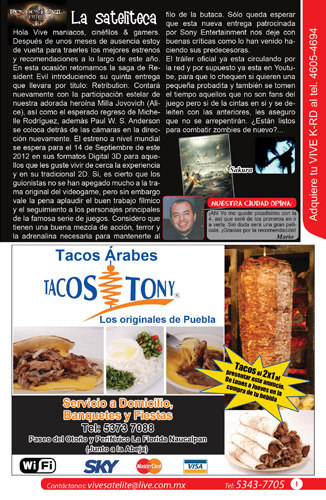 La sateliteca
Hola Vive maniacos, cinéfilos & gamers.
Después de unos meses de ausencia estoy
de vuelta para traerles los mejores estrenos
y recomendaciones a lo largo de este año.
En esta ocasión retomamos la saga de Re-
sident Evil introduciendo su quinta entrega
que llevara por titulo: Retribution. Contará
nuevamente con la participación estelar de
nuestra adorada heroína Milla Jovovich (Ali-
ce), así como el esperado regreso de Miche-
lle Rodríguez, además Paul W. S. Anderson
se coloca detrás de las cámaras en la direc-
ción nuevamente. El estreno a nivel mundial
se espera para el 14 de Septiembre de este
2012 en sus formatos Digital 3D para aque-
llos que les guste vivir de cerca la experiencia
y en su tradicional 2D. Si, es cierto que los
guionistas no se han apegado mucho a la tra-
ma original del videogame, pero sin embargo
vale la pena aplaudir el buen trabajo fílmico
y el seguimiento a los personajes principales
de la famosa serie de juegos. Considero que
tienen una buena mezcla de acción, terror y
la adrenalina necesaria para mantenerte al
filo de la butaca. Sólo queda esperar
que esta nueva entrega patrocinada
por Sony Entertainment nos deje con
buenas críticas como lo han venido ha-
ciendo sus predecesoras.
El tráiler oficial ya esta circulando por
la red y por supuesto ya esta en Youtu-
be, para que lo chequen si quieren una
pequeña probadita y también se tomen
el tiempo aquellos que no son fans del
juego pero si de la cintas en si y se de-
leiten con las anteriores, les aseguro
que no se arrepentirán. ¿Están listos
para combatir zombies de nuevo?...
Sakura
NUESTRA CIUDAD OPINA:
¡Ah! Yo me quede picadísimo con la
4, así que seré de los primeros en ir
a verla. Sin duda será una gran pelí-
cula. ¡Gracias por la recomendación!
Mario
Adquiere tu VIVE K-RD al tel. 4605-4694
Tacos Árabes
TACOS TONY®
Los originales de Puebla
Servicio a Domicilio,
Banquetes y Fiestas
Tel: 5373 7088
Paseo del Otoño y Periférico La Florida Naucalpan
(Junto a la Abeja)
Tacos al 2x1 al
presentar este anuncio,
De Lunes a Jueves en la
compra de tu bebida
Wi Fi
SKY
MasterCard
VISA
Contáctanos: vivesatelite@live.com.mx
Tel: 5343-7705
1